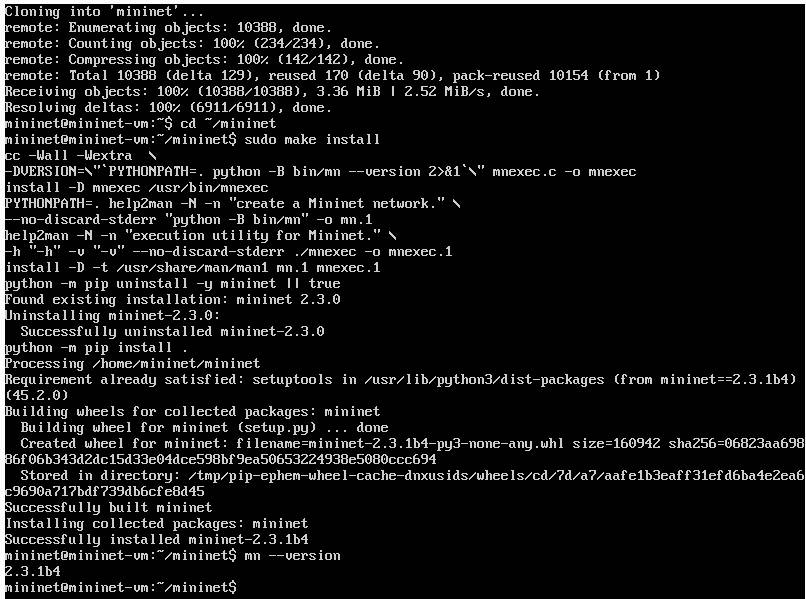 Cloning into 'mininet'...
remote: Enumerating objects: 10388, done.
remote: Counting objects: 100% (234/234), done.
remote: Compressing objects: 100% (142/142), done.
remote: Total 10388 (delta 129), reused 170 (delta 90), pack-reused 10154 (from 1)
Receiving objects: 100% (10388/10388), 3.36 MiB | 2.52 MiB/s, done.
Resolving deltas: 100% (6911/6911), done.
mininet@mininet-vm:~$ cd ~/mininet
mininet@mininet-vm:~/mininet$ sudo make install
cc -Wall -Wextra  \
-DVERSION=\"`PYTHONPATH=. python -B bin/mn --version 2>&1`\" mnexec.c -o mnexec
install -D mnexec /usr/bin/mnexec
PYTHONPATH=. help2man -N -n "create a Mininet network." \
--no-discard-stderr "python -B bin/mn" -o mn.1
help2man -N -n "execution utility for Mininet." \
-h "-h" -v "-v" --no-discard-stderr ./mnexec -o mnexec.1
install -D -t /usr/share/man/man1 mn.1 mnexec.1
python -m pip uninstall -y mininet || true
Found existing installation: mininet 2.3.0
Uninstalling mininet-2.3.0:
  Successfully uninstalled mininet-2.3.0
python -m pip install .
Processing /home/mininet/mininet
Requirement already satisfied: setuptools in /usr/lib/python3/dist-packages (from mininet==2.3.1b4)
(45.2.0)
Building wheels for collected packages: mininet
  Building wheel for mininet (setup.py) ... done
  Created wheel for mininet: filename=mininet-2.3.1b4-py3-none-any.whl size=160942 sha256=06823aa698
86f06b343d2dc15d33e04dce598bf9ea50653224938e5080ccc694
  Stored in directory: /tmp/pip-ephem-wheel-cache-dnxusids/wheels/cd/7d/a7/aafe1b3eaff31efd6ba4e2ea6
c9690a717bdf739db6cfe8d45
Successfully built mininet
Installing collected packages: mininet
Successfully installed mininet-2.3.1b4
mininet@mininet-vm:~/mininet$ mn --version
2.3.1b4
mininet@mininet-vm:~/mininet$